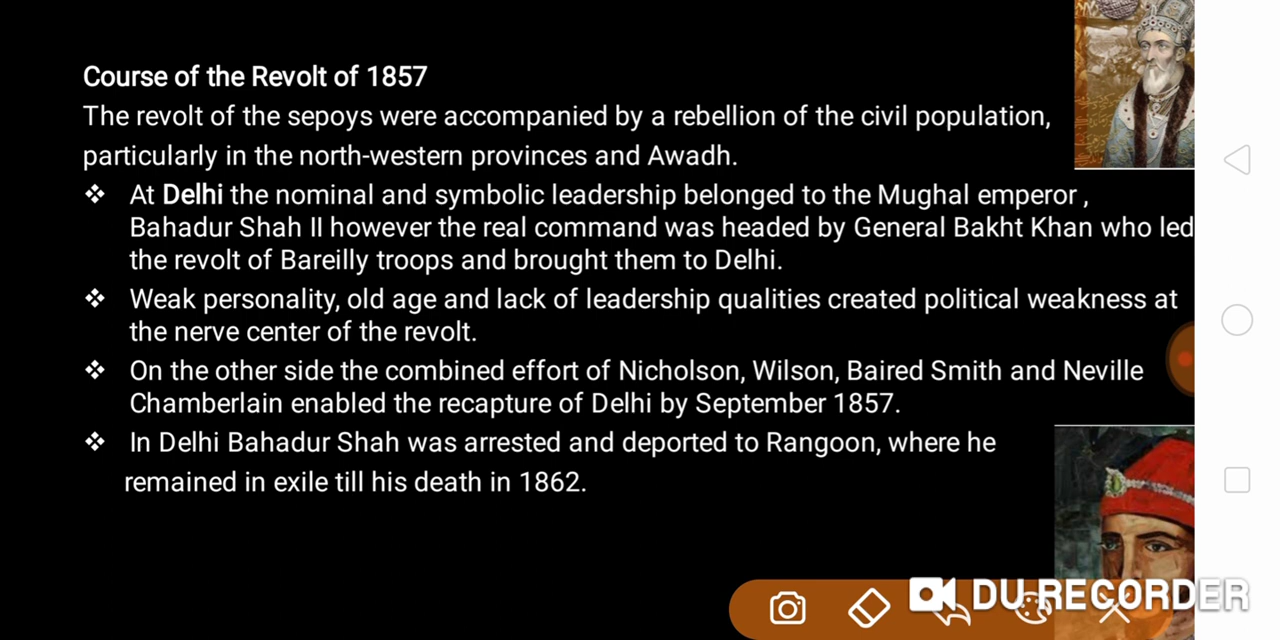 Course of the Revolt of 1857
The revolt of the sepoys were accompanied by a rebellion of the civil population,
particularly in the north-western provinces and Awadh.
❖ At Delhi the nominal and symbolic leadership belonged to the Mughal emperor ,
Bahadur Shah II however the real command was headed by General Bakht Khan who led
the revolt of Bareilly troops and brought them to Delhi.
❖ Weak personality, old age and lack of leadership qualities created political weakness at
the nerve center of the revolt.
❖ On the other side the combined effort of Nicholson, Wilson, Baired Smith and Neville
Chamberlain enabled the recapture of Delhi by September 1857.
❖ In Delhi Bahadur Shah was arrested and deported to Rangoon, where he
remained in exile till his death in 1862.
DU RECORDER